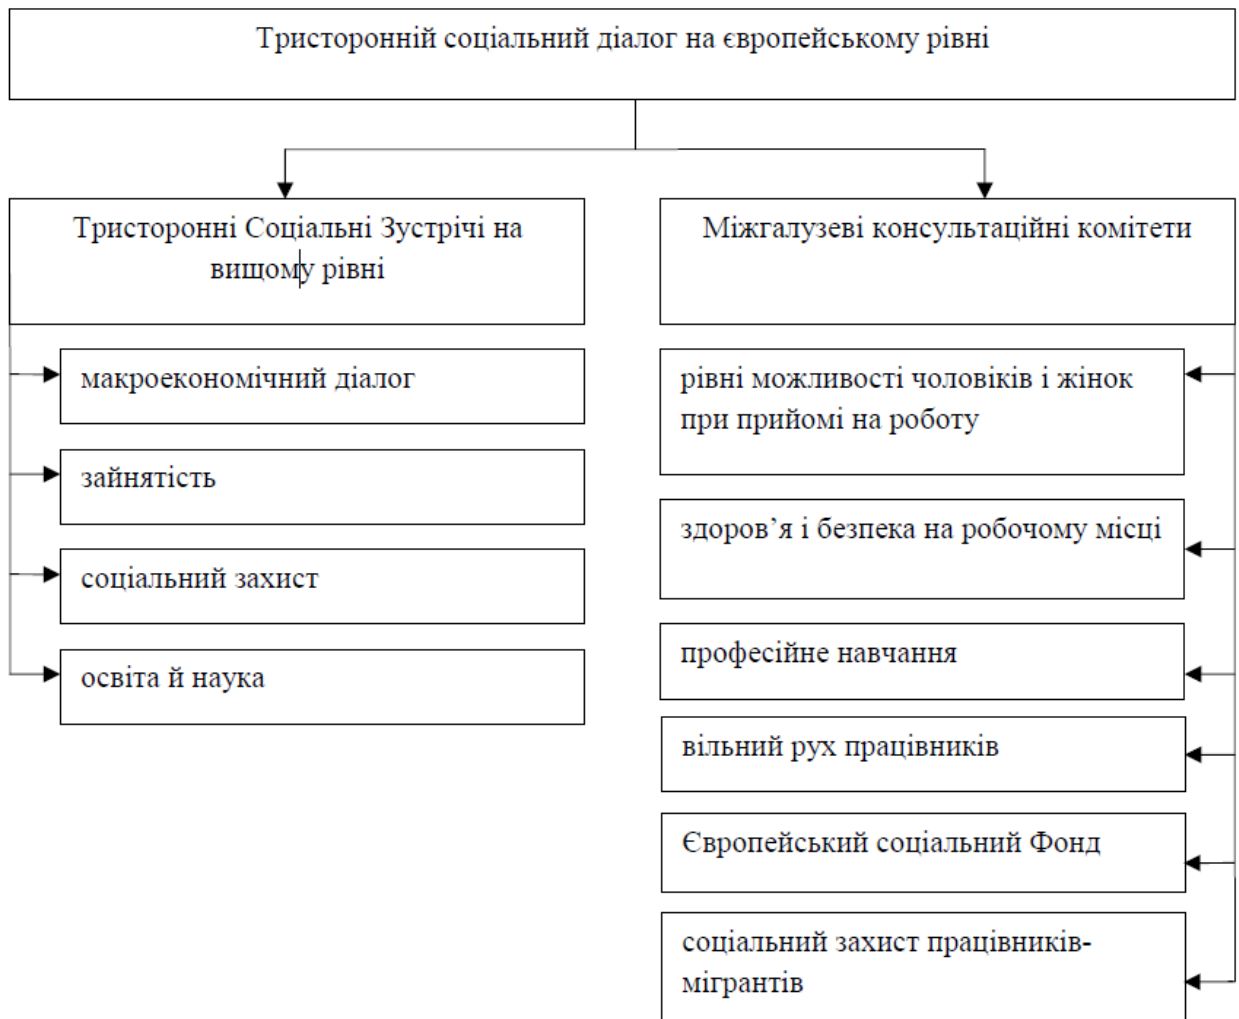 Тристоронній соціальний діалог на європейському рівні
Тристоронні Соціальні Зустрічі на
вищому рівні
макроекономічний діалог
зайнятість
соціальний захист
освіта й наука
Міжгалузеві консультаційні комітети
рівні можливості чоловіків і жінок
при прийомі на роботу
здоров’я і безпека на робочому місці
професійне навчання
вільний рух працівників
Європейський соціальний Фонд
соціальний захист працівників-
мігрантів